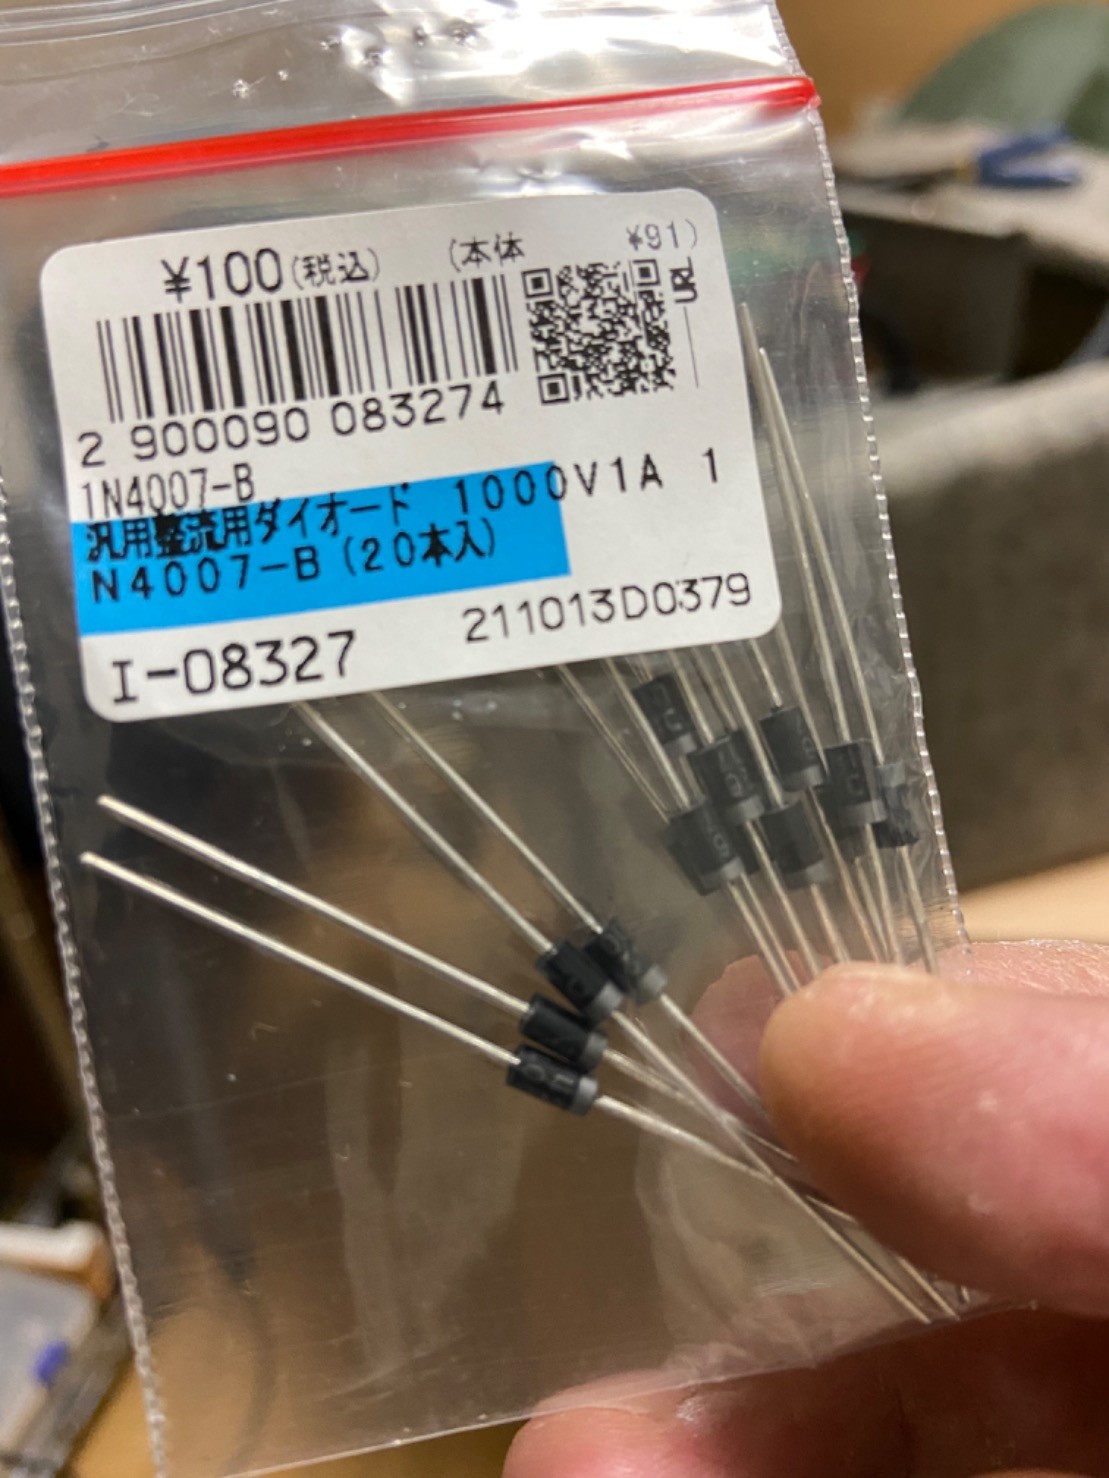 ¥100(税込) (本体 ¥91)
URL
2 900090 083274
1N4007-B
汎用整流用ダイオード 1000V1A 1
N4007-B(20本入)
I-08327 211013D0379